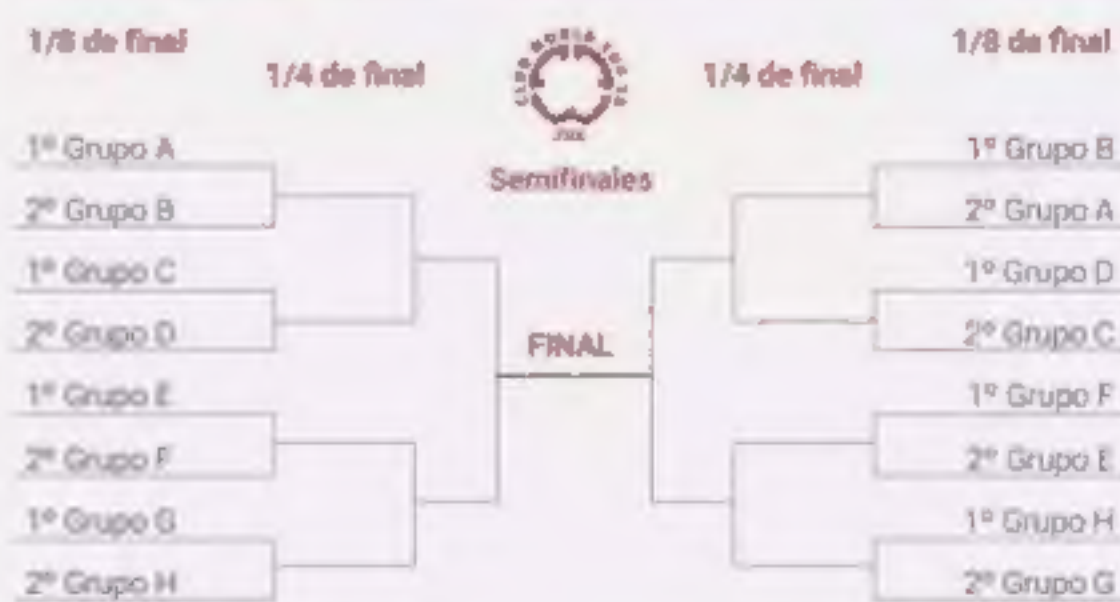 1/8 de final
1/4 de final
CLUB WORLD
1/4 de final
1/8 de final
Semifinales
1º Grupo A
2º Grupo B
1º Grupo C
2º Grupo D
1º Grupo E
2º Grupo F
1º Grupo G
2º Grupo H
FINAL
1º Grupo B
2º Grupo A
1º Grupo D
2º Grupo C
1º Grupo F
2º Grupo E
1º Grupo H
2º Grupo G